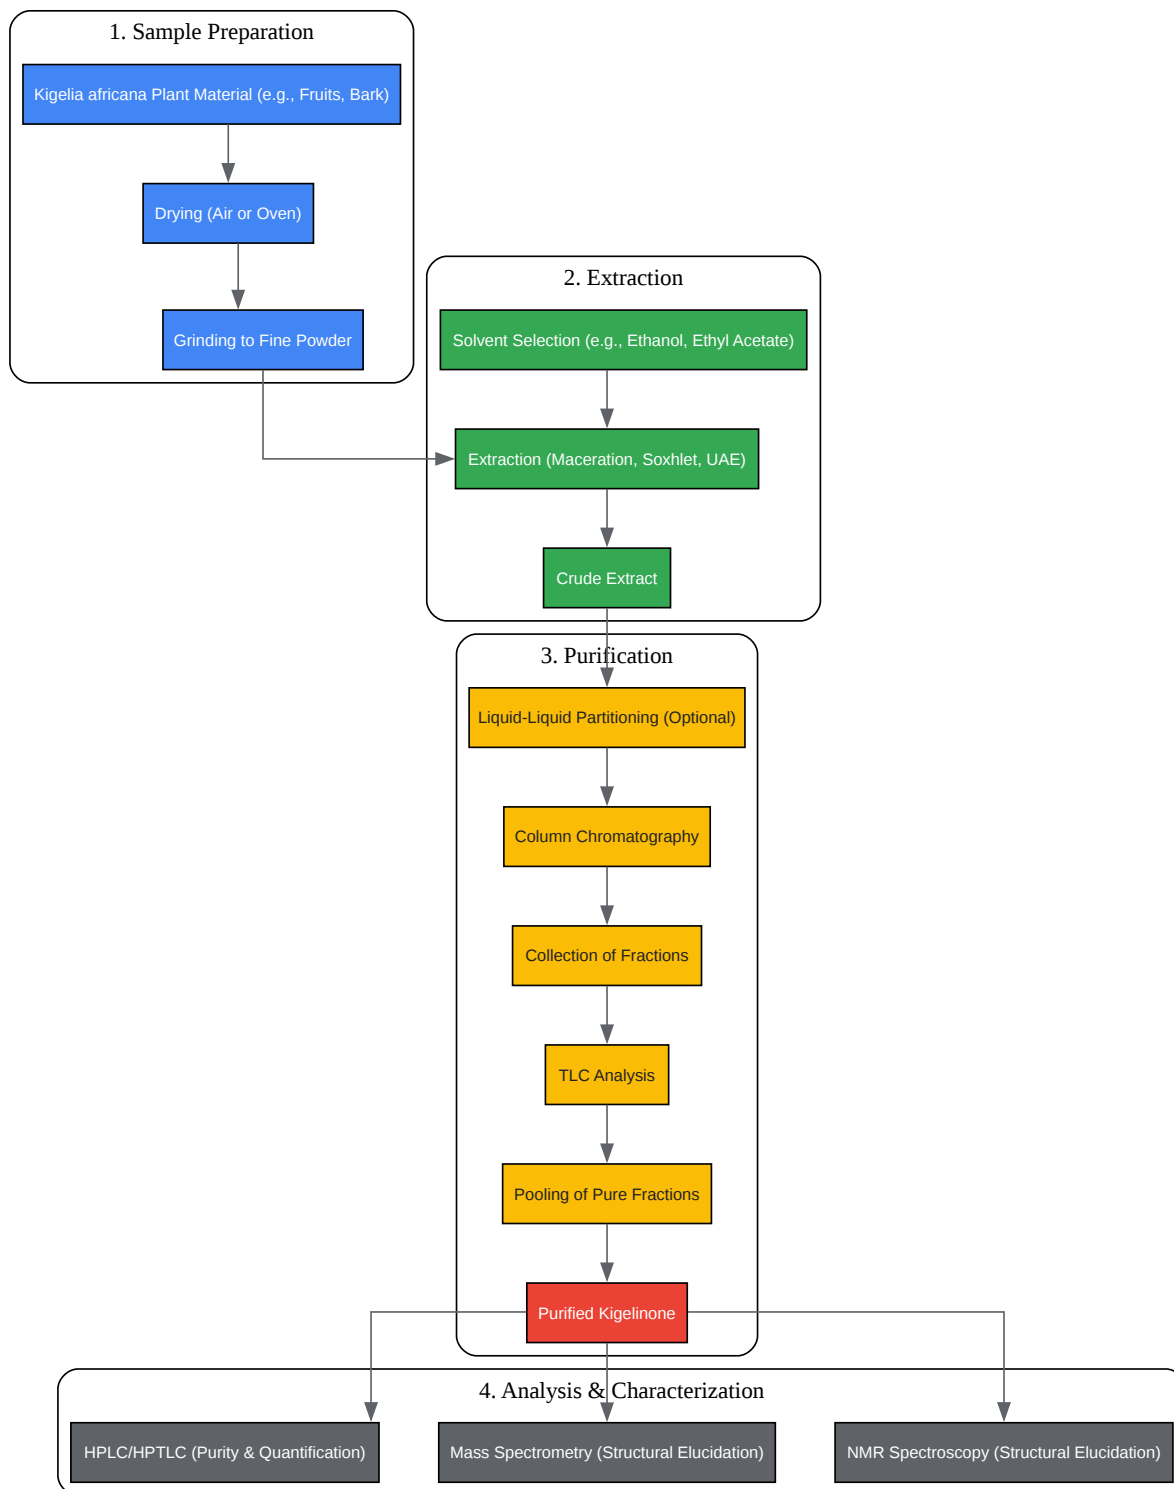 1. Sample Preparation
Kigelia africana Plant Material (e.g., Fruits, Bark)
Drying (Air or Oven)
Grinding to Fine Powder
2. Extraction
Solvent Selection (e.g., Ethanol, Ethyl Acetate)
Extraction (Maceration, Soxhlet, UAE)
Crude Extract
3. Purification
Liquid-Liquid Partitioning (Optional)
Column Chromatography
Collection of Fractions
TLC Analysis
Pooling of Pure Fractions
Purified Kigelinone
4. Analysis & Characterization
HPLC/HPTLC (Purity & Quantification)
Mass Spectrometry (Structural Elucidation)
NMR Spectroscopy (Structural Elucidation)